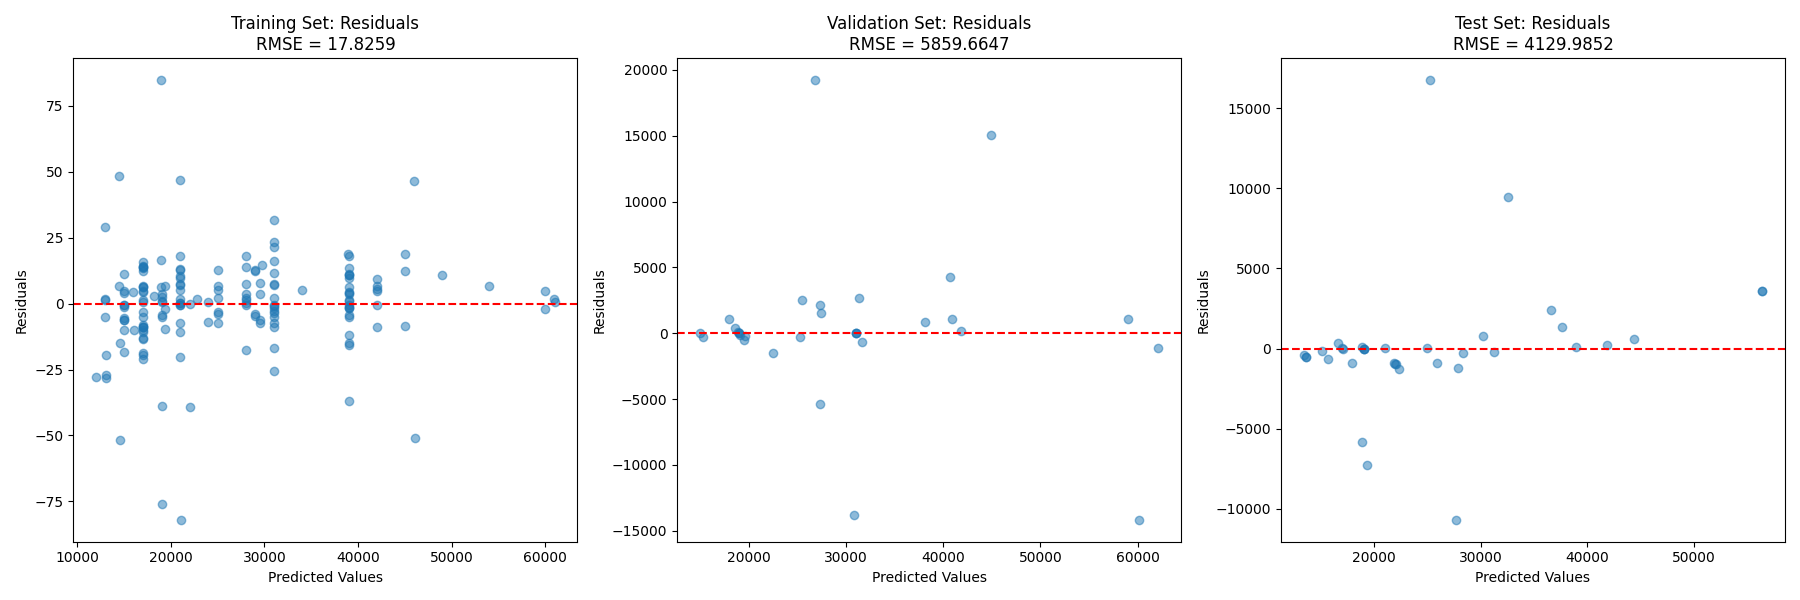 Training Set: Residuals
RMSE = 17.8259
75
50
25
0
−25
−50
−75
Residuals
10000 20000 30000 40000 50000 60000
Predicted Values
Validation Set: Residuals
RMSE = 5859.6647
20000
15000
10000
5000
0
−5000
−10000
−15000
Residuals
20000 30000 40000 50000 60000
Predicted Values
Test Set: Residuals
RMSE = 4129.9852
15000
10000
5000
0
−5000
−10000
Residuals
20000 30000 40000 50000
Predicted Values